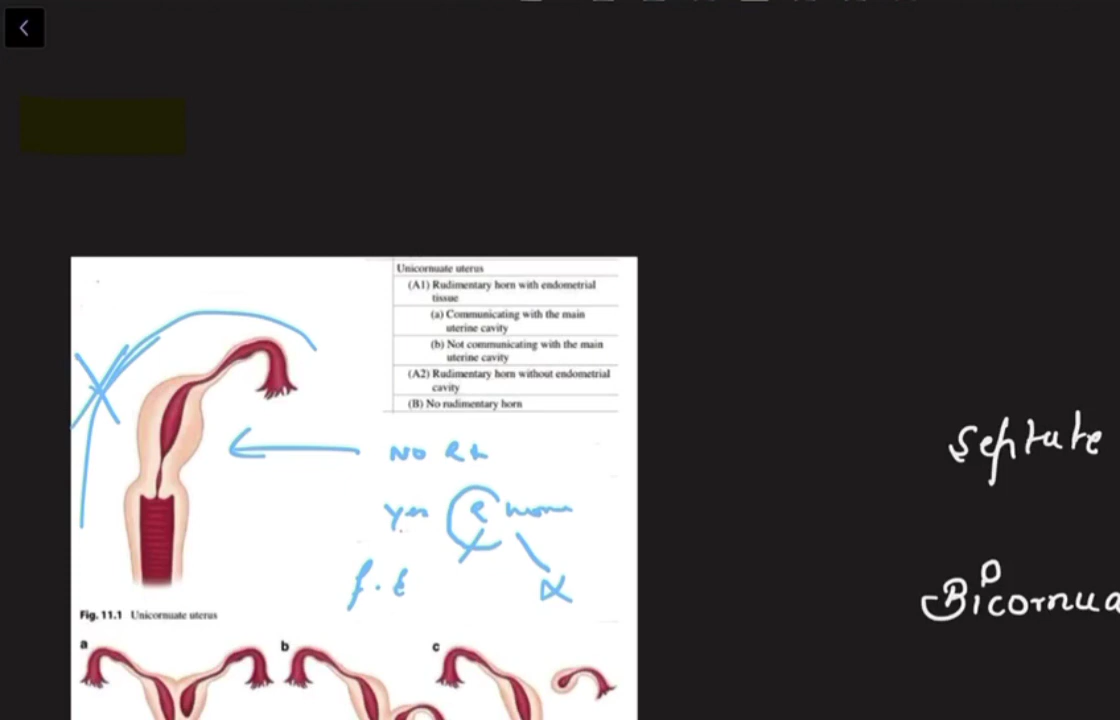 Unicornuate uterus
(A1) Rudimentary horn with endometrial
tissue
(a) Communicating with the main
uterine cavity
(b) Not communicating with the main
uterine cavity
(A2) Rudimentary horn without endometrial
cavity
(B) No rudimentary horn
NO
horn
f. E
Septate
Bicornua
Fig. 11.1 Unicornuate uterus
a b c